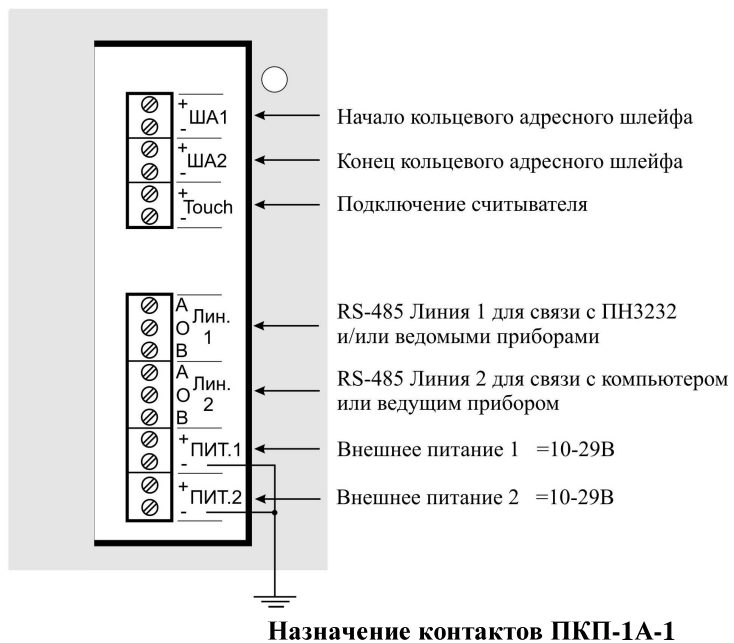 +
ША1
-
Начало кольцевого адресного шлейфа
+
ША2
-
Конец кольцевого адресного шлейфа
+
Touch
-
Подключение считывателя
A
Лин.
O
1
B
RS-485 Линия 1 для связи с ПН3232
и/или ведомыми приборами
A
Лин.
O
2
B
RS-485 Линия 2 для связи с компьютером
или ведущим прибором
+
ПИТ.1
-
Внешнее питание 1 =10-29В
+
ПИТ.2
-
Внешнее питание 2 =10-29В
Назначение контактов ПКП-1А-1